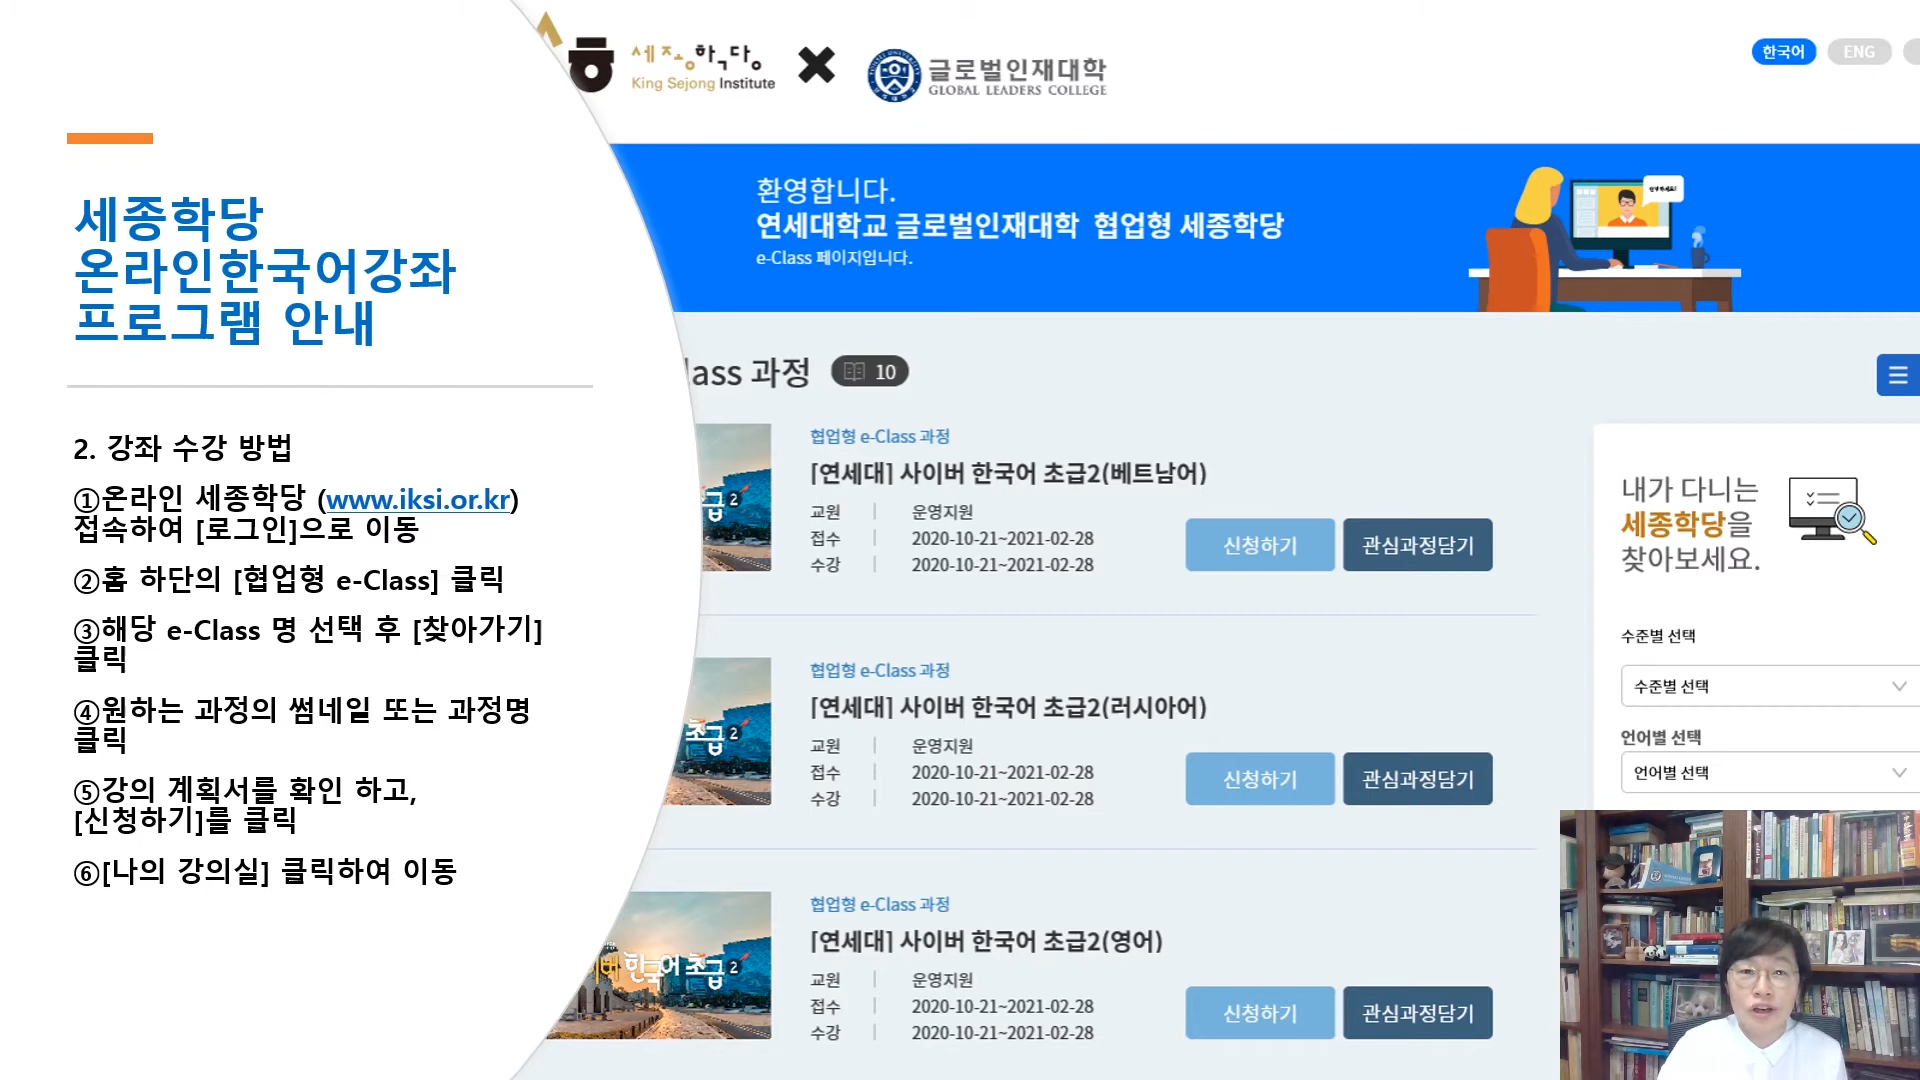 세종학당
온라인한국어강좌
프로그램 안내
2. 강좌 수강 방법
①온라인 세종학당 (www.iksi.or.kr)
접속하여 [로그인]으로 이동
②홈 하단의 [협업형 e-Class] 클릭
③해당 e-Class 명 선택 후 [찾아가기]
클릭
④원하는 과정의 썸네일 또는 과정명
클릭
⑤강의 계획서를 확인 하고,
[신청하기]를 클릭
⑥[나의 강의실] 클릭하여 이동
세종학당
King Sejong Institute
글로벌인재대학
GLOBAL LEADERS COLLEGE
한국어
ENG
환영합니다.
연세대학교 글로벌인재대학 협업형 세종학당
e-Class 페이지입니다.
lass 과정
10
협업형 e-Class 과정
[연세대] 사이버 한국어 초급2(베트남어)
교원 | 운영지원
접수 | 2020-10-21~2021-02-28
수강 | 2020-10-21~2021-02-28
신청하기
관심과정담기
급2
협업형 e-Class 과정
[연세대] 사이버 한국어 초급2(러시아어)
교원 | 운영지원
접수 | 2020-10-21~2021-02-28
수강 | 2020-10-21~2021-02-28
신청하기
관심과정담기
초급2
협업형 e-Class 과정
[연세대] 사이버 한국어 초급2(영어)
교원 | 운영지원
접수 | 2020-10-21~2021-02-28
수강 | 2020-10-21~2021-02-28
신청하기
관심과정담기
버 한국어 초급2
내가 다니는
세종학당을
찾아보세요.
수준별 선택
수준별 선택
언어별 선택
언어별 선택